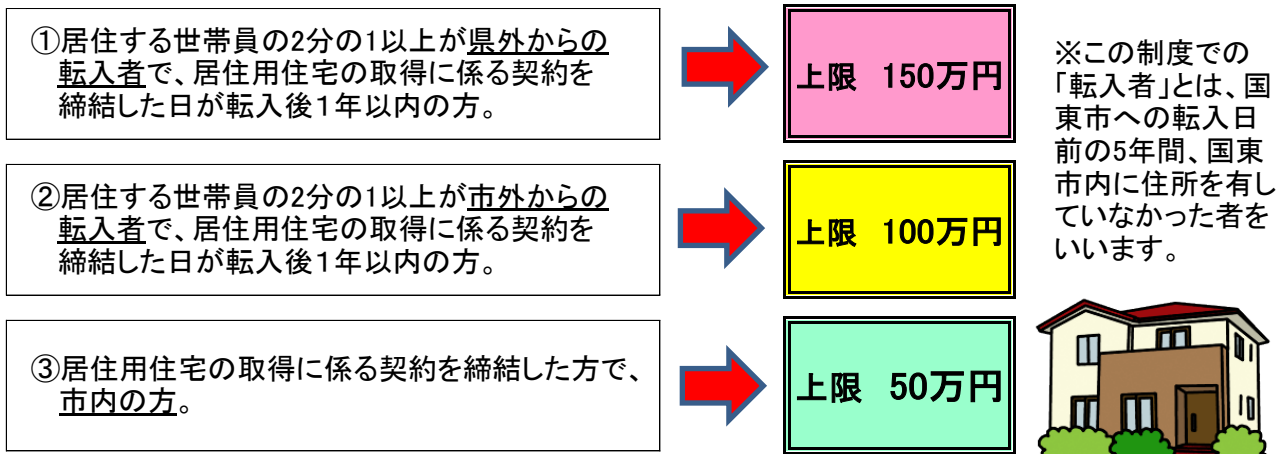 ①居住する世帯員の2分の1以上が県外からの
転入者で、居住用住宅の取得に係る契約を
締結した日が転入後１年以内の方。
上限　150万円
②居住する世帯員の2分の1以上が市外からの
転入者で、居住用住宅の取得に係る契約を
締結した日が転入後１年以内の方。
上限　100万円
③居住用住宅の取得に係る契約を締結した方で、
市内の方。
上限　50万円
※この制度での
「転入者」とは、国
東市への転入日
前の5年間、国東
市内に住所を有し
ていなかった者を
いいます。